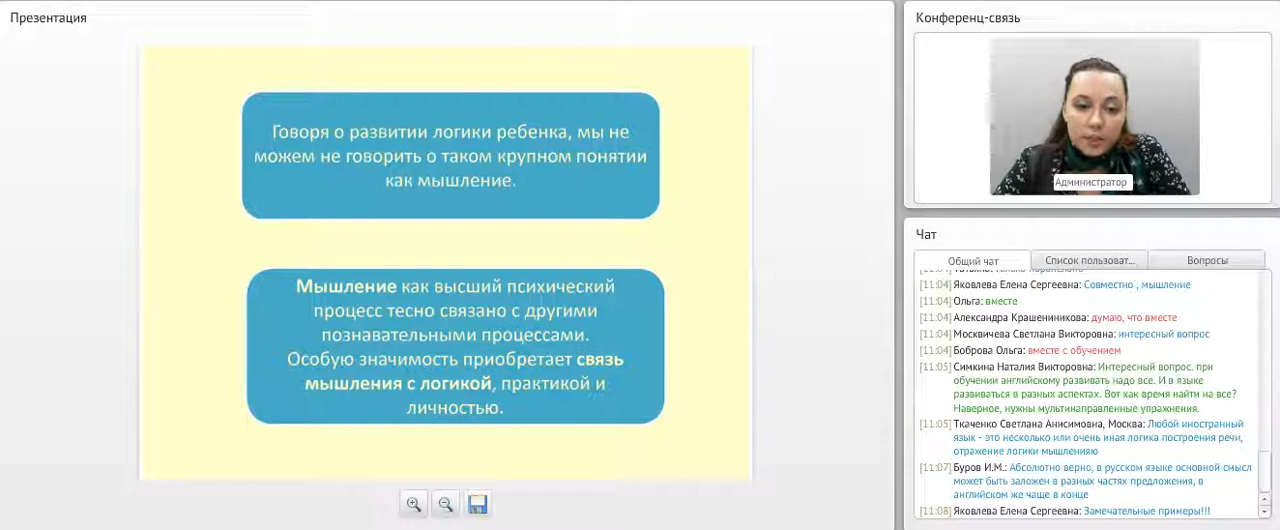 Презентация
Говоря о развитии логики ребенка, мы не
можем не говорить о таком крупном понятии
как мышление.
Мышление как высший психический
процесс тесно связано с другими
познавательными процессами.
Особую значимость приобретает связь
мышления с логикой, практикой и
личностью.
Конференц-связь
Администратор
Чат
Общий чат
Список пользоват...
Вопросы
[11:04] Яковлева Елена Сергеевна: Совместно , мышление
[11:04] Ольга: вместе
[11:04] Александра Крашениникова: думаю, что вместе
[11:04] Москвичева Светлана Викторовна: интересный вопрос
[11:04] Боброва Ольга: вместе с обучением
[11:05] Симкина Наталия Викторовна: Интересный вопрос. при
обучении английскому развивать надо все. И в языке
развиваться в разных аспектах. Вот как время найти на все?
Наверное, нужны мультинаправленные упражнения.
[11:05] Ткаченко Светлана Анисимовна, Москва: Любой иностранный
язык - это несколько или очень иная логика построения речи,
отражение логики мышленияю
[11:07] Буров И.М.: Абсолютно верно, в русском языке основной смысл
может быть заложен в разных частях предложения, в
английском же чаще в конце
[11:08] Яковлева Елена Сергеевна: Замечательные примеры!!!